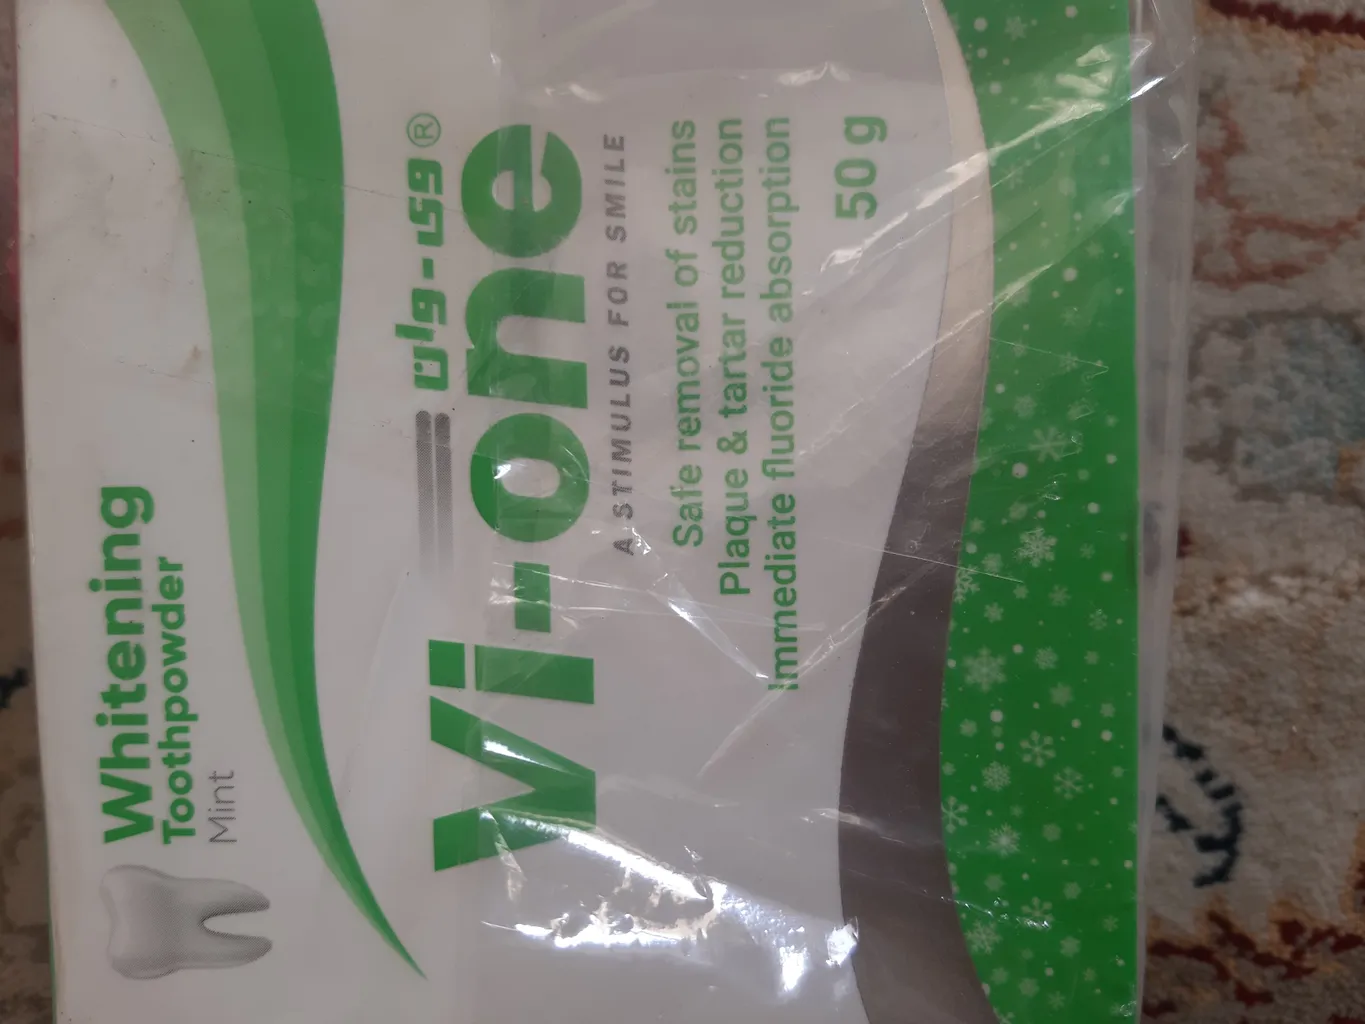 Whitening
Toothpowder
Mint
وی-وان®
Vi-one
A STIMULUS FOR SMILE
Safe removal of stains
Plaque & tartar reduction
Immediate fluoride absorption
50 g